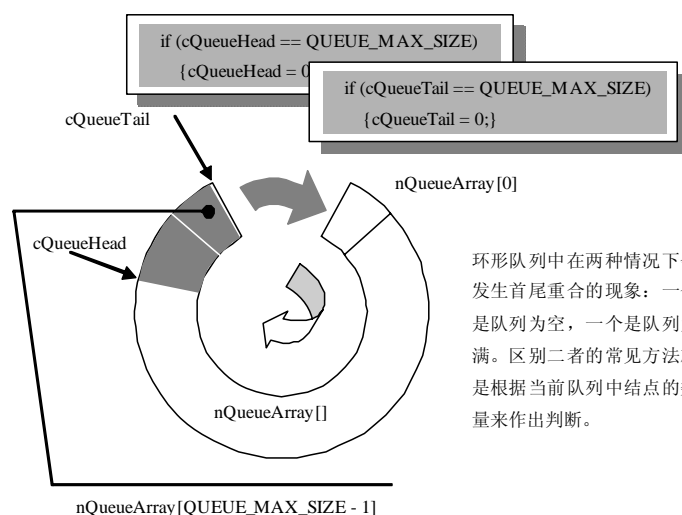 if (cQueueHead == QUEUE_MAX_SIZE)
{cQueueHead = 0
if (cQueueTail == QUEUE_MAX_SIZE)
{cQueueTail = 0;}
cQueueTail
nQueueArray[0]
cQueueHead
环形队列中在两种情况下
发生首尾重合的现象：一
是队列为空，一个是队列
满。区别二者的常见方法
是根据当前队列中结点的
量来作出判断。
nQueueArray[]
nQueueArray[QUEUE_MAX_SIZE - 1]